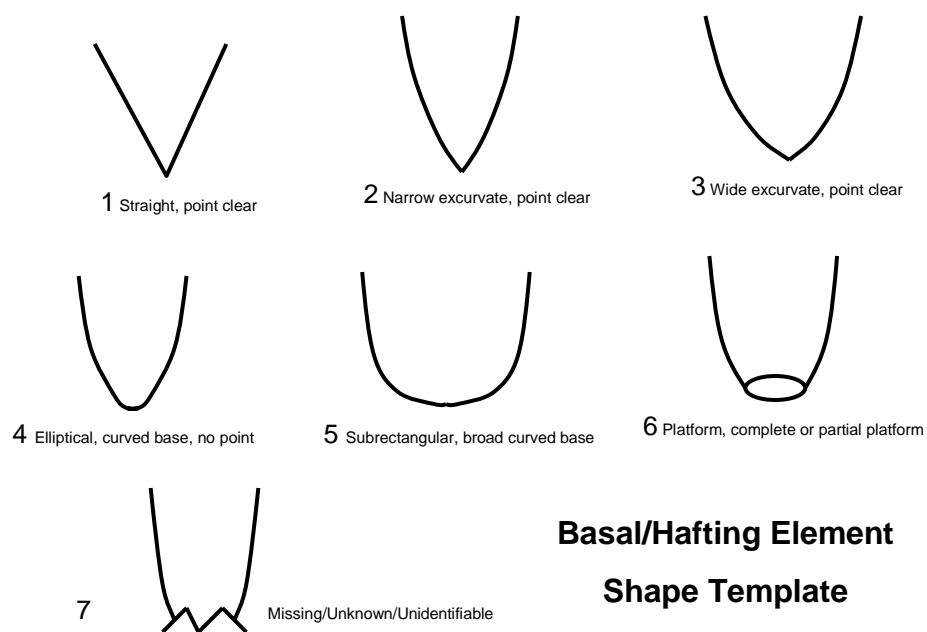 1 Straight, point clear
2 Narrow excurvate, point clear
3 Wide excurvate, point clear
4 Elliptical, curved base, no point
5 Subrectangular, broad curved base
6 Platform, complete or partial platform
7 Missing/Unknown/Unidentifiable
Basal/Hafting Element
Shape Template